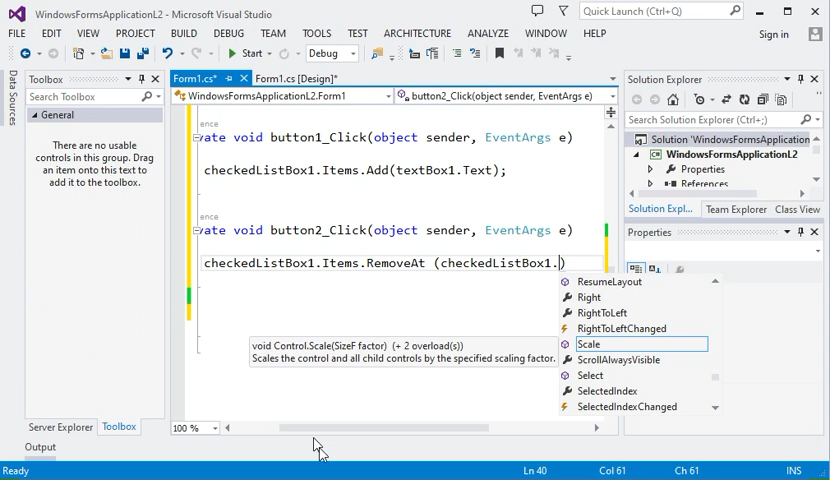 WindowsFormsApplicationL2 - Microsoft Visual Studio
Quick Launch (Ctrl+Q)
FILE EDIT VIEW PROJECT BUILD DEBUG TEAM TOOLS TEST ARCHITECTURE ANALYZE WINDOW HELP
Sign in
Start Debug
Data Sources
Toolbox
Search Toolbox
General
There are no usable
controls in this group. Drag
an item onto this text to
add it to the toolbox.
Server Explorer Toolbox
Form1.cs* Form1.cs [Design]*
WindowsFormsApplicationL2.Form1 button2_Click(object sender, EventArgs e)
ence
ate void button1_Click(object sender, EventArgs e)
checkedListBox1.Items.Add(textBox1.Text);
ence
ate void button2_Click(object sender, EventArgs e)
checkedListBox1.Items.RemoveAt (checkedListBox1.)
ResumeLayout
Right
RightToLeft
RightToLeftChanged
Scale
ScrollAlwaysVisible
Select
SelectedIndex
SelectedIndexChanged
void Control.Scale(SizeF factor) (+ 2 overload(s))
Scales the control and all child controls by the specified scaling factor.
100 %
Solution Explorer
Search Solution Explorer (Ctrl+;)
Solution 'WindowsFormsApplication
WindowsFormsApplicationL2
Properties
References
Solution Expl... Team Explorer Class View
Properties
Output
Ready Ln 40 Col 61 Ch 61 INS